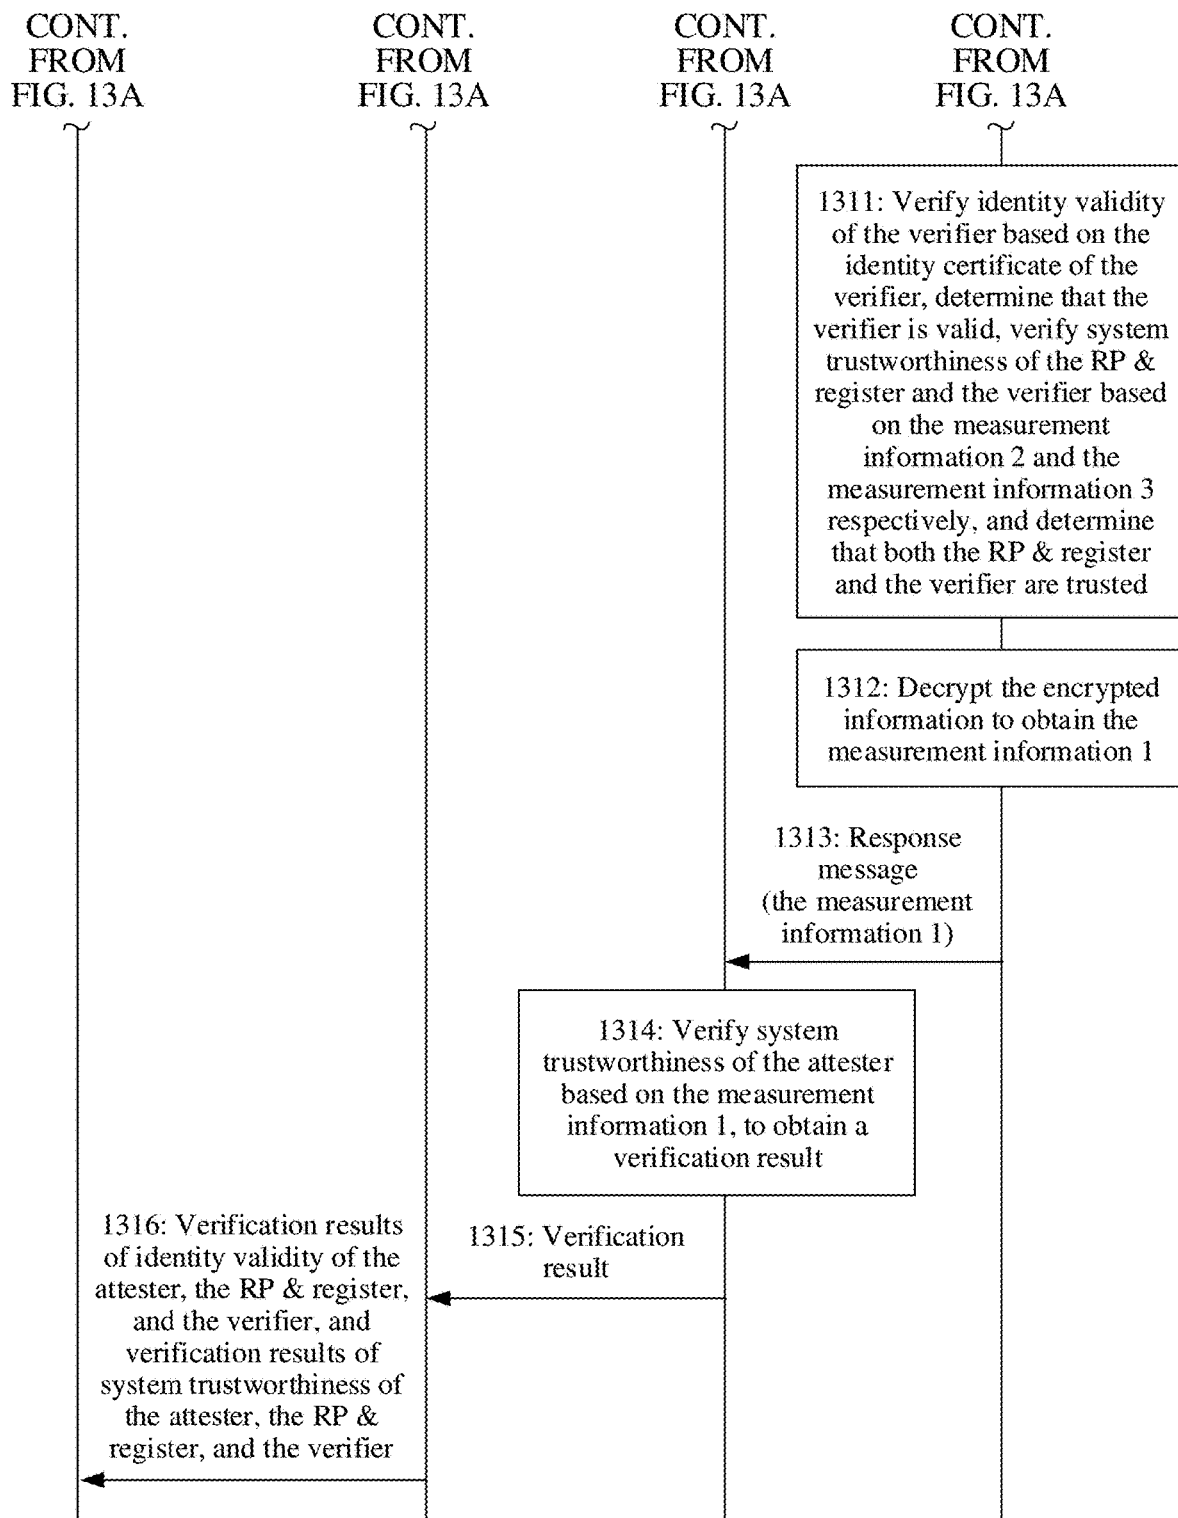 CONT.
FROM
FIG. 13A
CONT.
FROM
FIG. 13A
CONT.
FROM
FIG. 13A
CONT.
FROM
FIG. 13A
1311: Verify identity validity
of the verifier based on the
identity certificate of the
verifier, determine that the
verifier is valid, verify system
trustworthiness of the RP &
register and the verifier based
on the measurement
information 2 and the
measurement information 3
respectively, and determine
that both the RP & register
and the verifier are trusted
1312: Decrypt the encrypted
information to obtain the
measurement information 1
1313: Response
message
(the measurement
information 1)
1314: Verify system
trustworthiness of the attester
based on the measurement
information 1, to obtain a
verification result
1315: Verification
result
1316: Verification results
of identity validity of the
attester, the RP & register,
and the verifier, and
verification results of
system trustworthiness of
the attester, the RP &
register, and the verifier